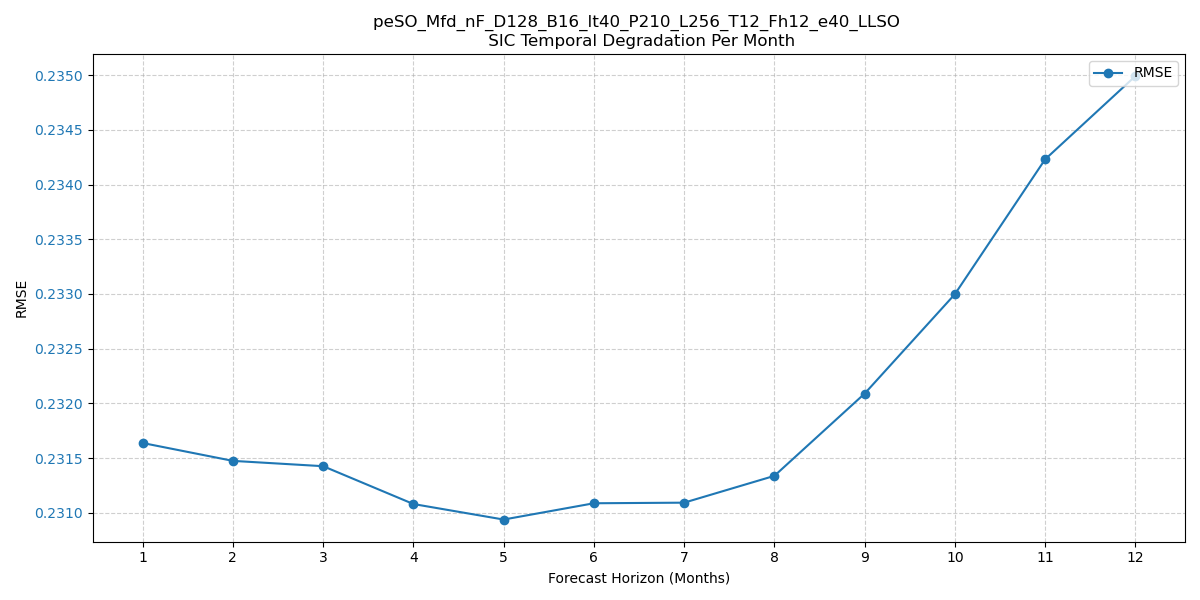 peSO_Mfd_nF_D128_B16_lt40_P210_L256_T12_Fh12_e40_LLSO
SIC Temporal Degradation Per Month
RMSE
0.2350
0.2345
0.2340
0.2335
0.2330
0.2325
0.2320
0.2315
0.2310
RMSE
1 2 3 4 5 6 7 8 9 10 11 12
Forecast Horizon (Months)